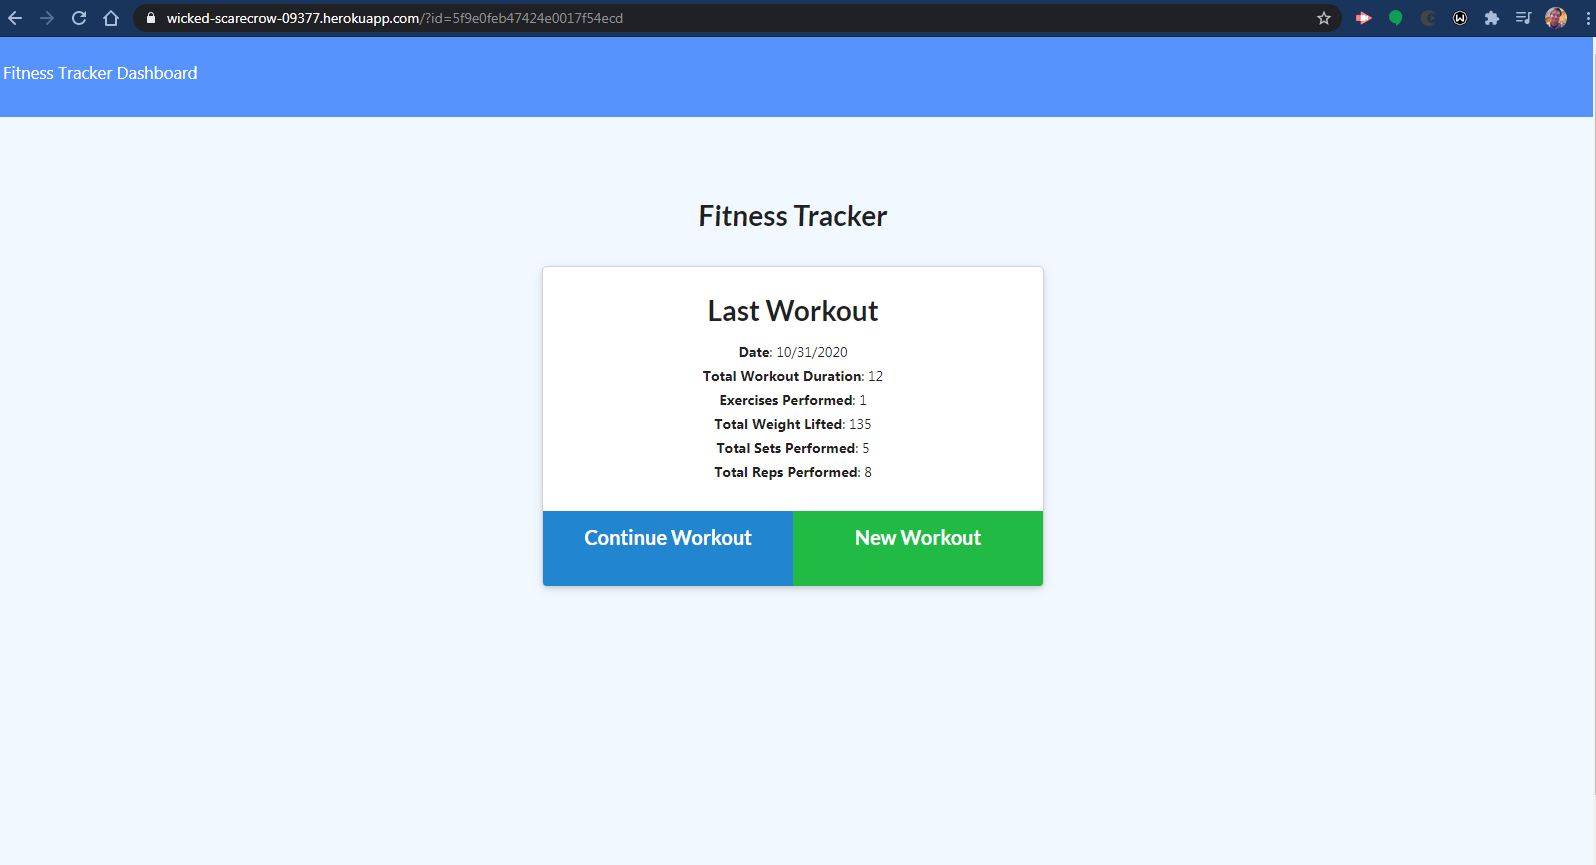 wicked-scarecrow-09377.herokuapp.com/?id=5f9e0feb47424e0017f54ecd
Fitness Tracker Dashboard
Fitness Tracker
Last Workout
Date: 10/31/2020
Total Workout Duration: 12
Exercises Performed: 1
Total Weight Lifted: 135
Total Sets Performed: 5
Total Reps Performed: 8
Continue Workout New Workout